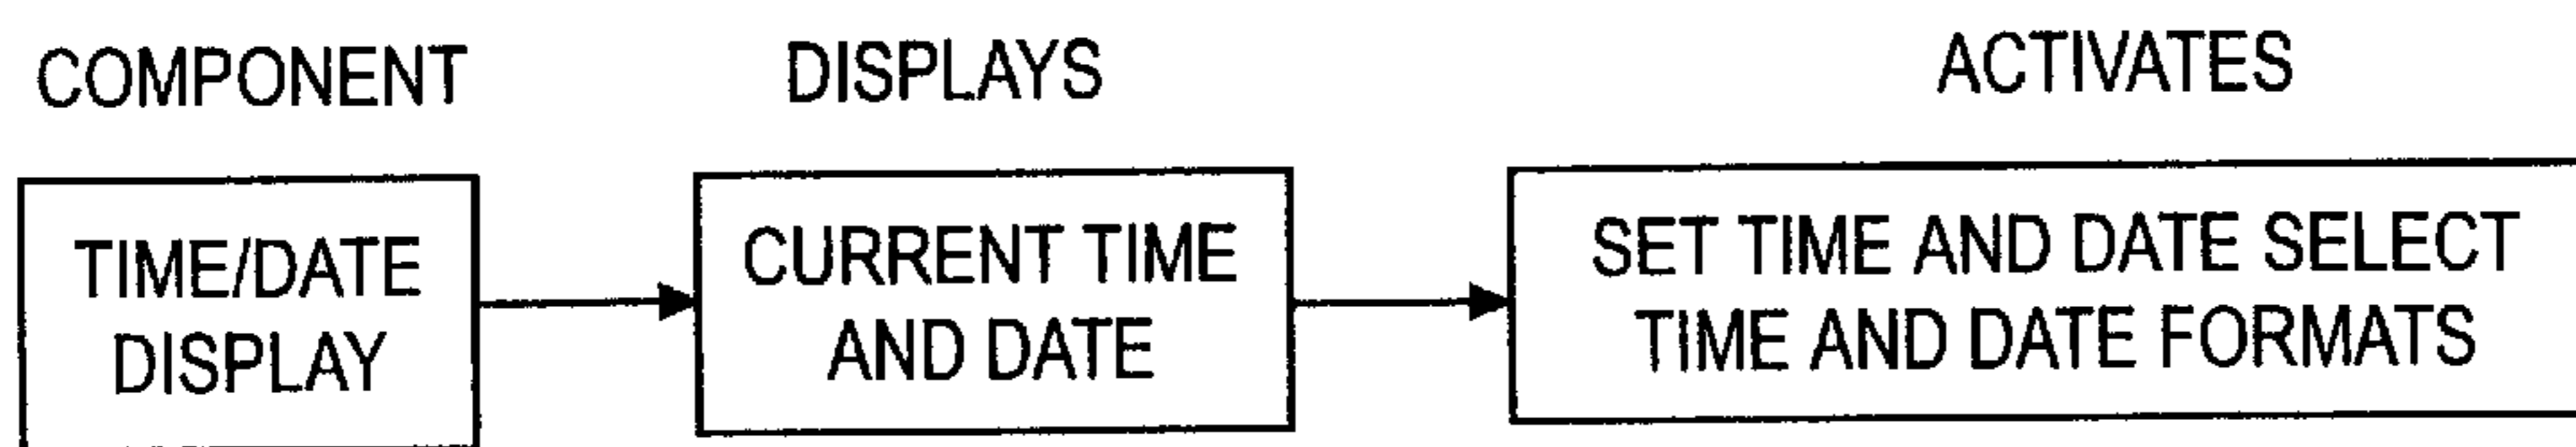 COMPONENT
DISPLAYS
ACTIVATES
TIME/DATE
DISPLAY
CURRENT TIME
AND DATE
SET TIME AND DATE SELECT
TIME AND DATE FORMATS